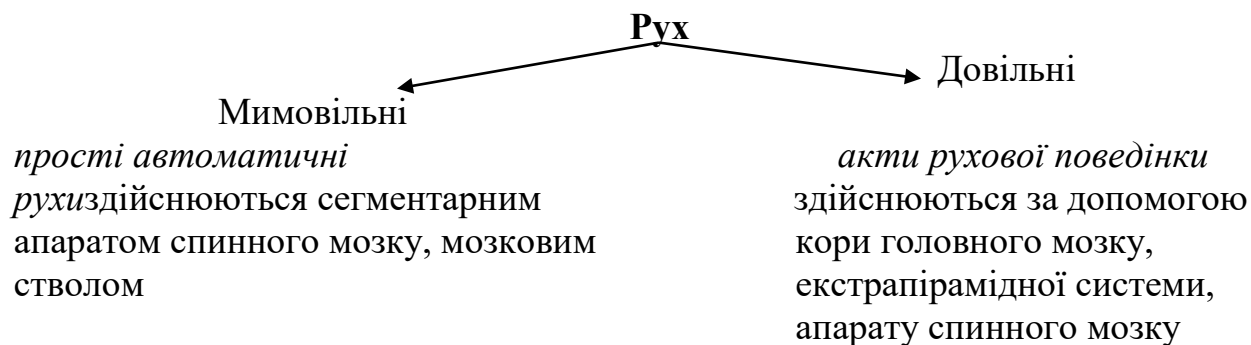 Рух
Довільні
Мимовільні
прості автоматичні
рухиздійснюються сегментарним
апаратом спинного мозку, мозковим
стволом
акти рухової поведінки
здійснюються за допомогою
кори головного мозку,
екстрапірамідної системи,
апарату спинного мозку